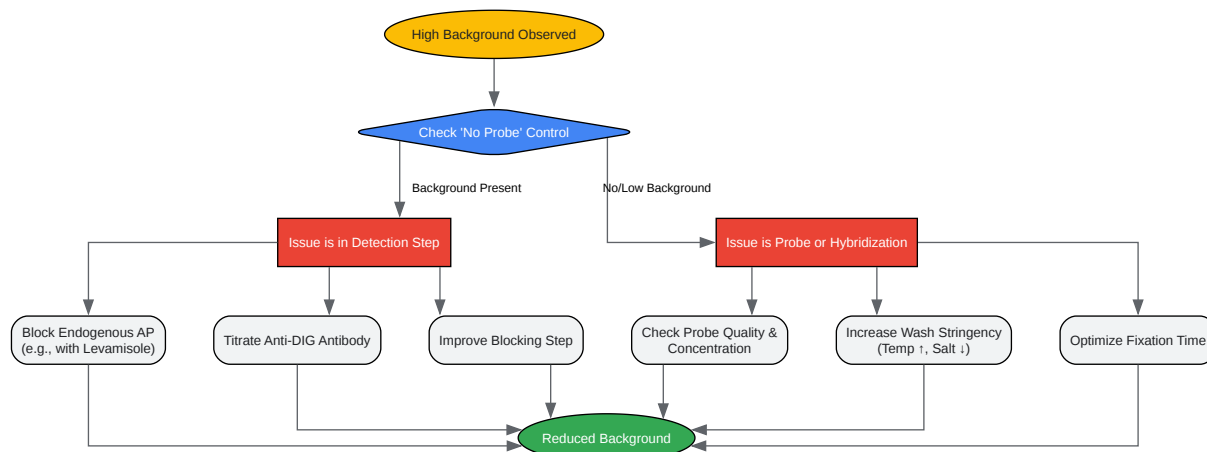 High Background Observed
Check 'No Probe' Control
Background Present
No/Low Background
Issue is in Detection Step
Issue is Probe or Hybridization
Block Endogenous AP
(e.g., with Levamisole)
Titrate Anti-DIG Antibody
Improve Blocking Step
Check Probe Quality &
Concentration
Increase Wash Stringency
(Temp ↑, Salt ↓)
Optimize Fixation Time
Reduced Background